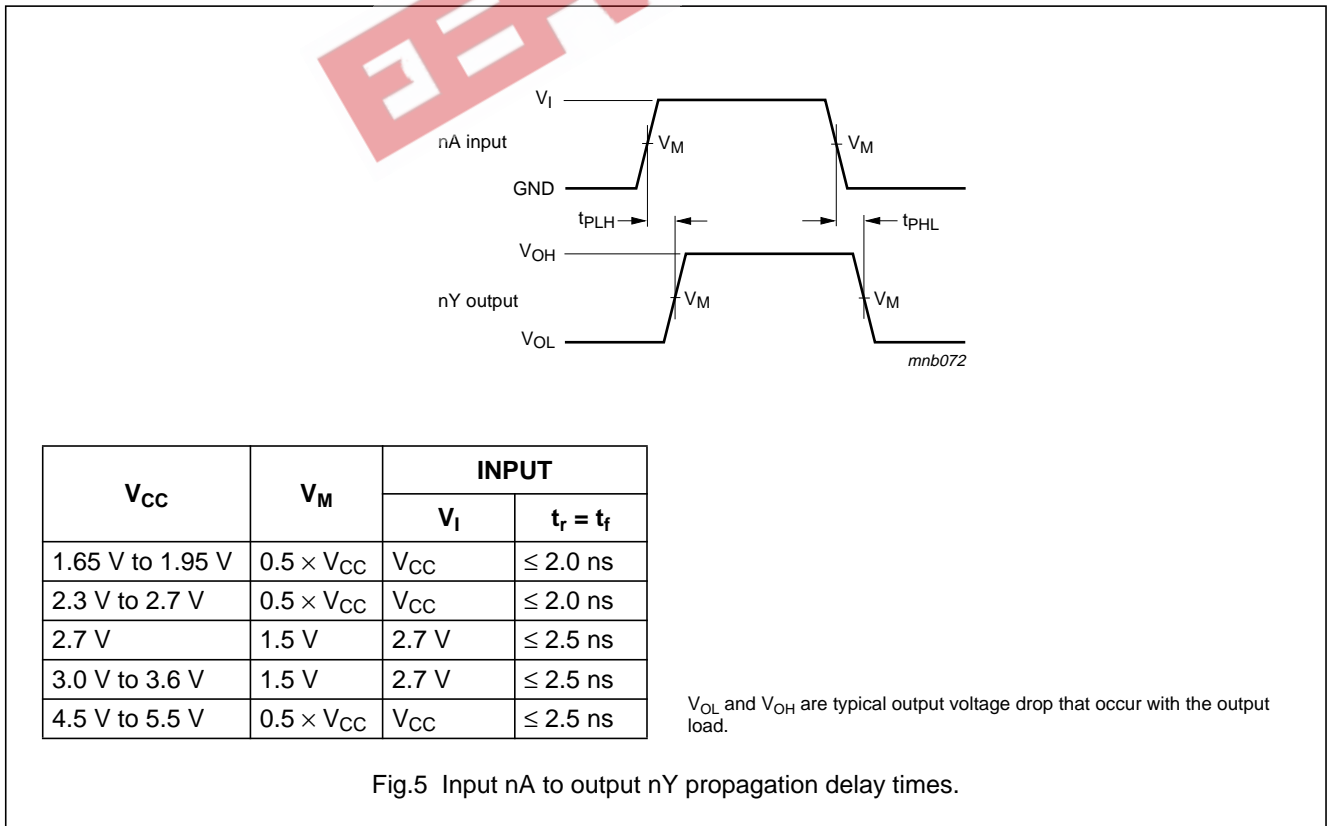 V_I
nA input
V_M
V_M
GND
t_PLH
t_PHL
V_OH
nY output
V_M
V_M
V_OL
mnb072
V_CC V_M INPUT
V_I t_r = t_f
1.65 V to 1.95 V 0.5 × V_CC V_CC ≤ 2.0 ns
2.3 V to 2.7 V 0.5 × V_CC V_CC ≤ 2.0 ns
2.7 V 1.5 V 2.7 V ≤ 2.5 ns
3.0 V to 3.6 V 1.5 V 2.7 V ≤ 2.5 ns
4.5 V to 5.5 V 0.5 × V_CC V_CC ≤ 2.5 ns
V_OL and V_OH are typical output voltage drop that occur with the output
load.
Fig.5 Input nA to output nY propagation delay times.